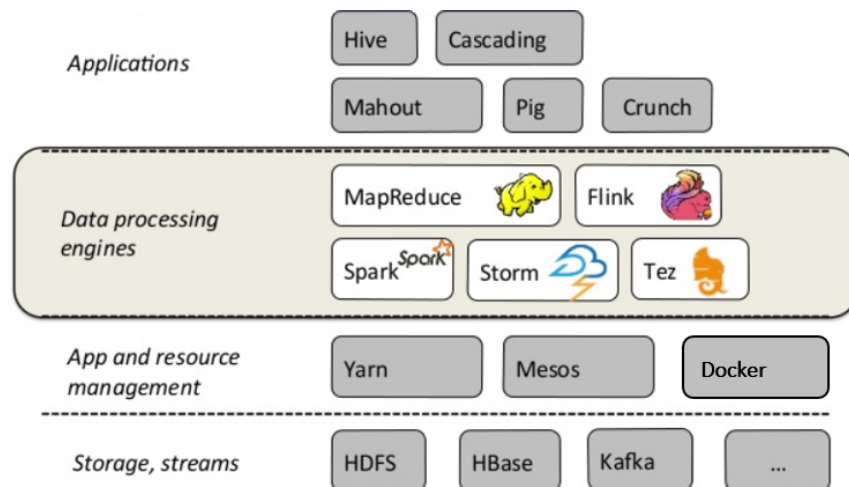 Applications
Hive
Cascading
Mahout
Pig
Crunch
Data processing
engines
MapReduce
Flink
Spark Spark
Storm
Tez
App and resource
management
Yarn
Mesos
Docker
Storage, streams
HDFS
HBase
Kafka
...